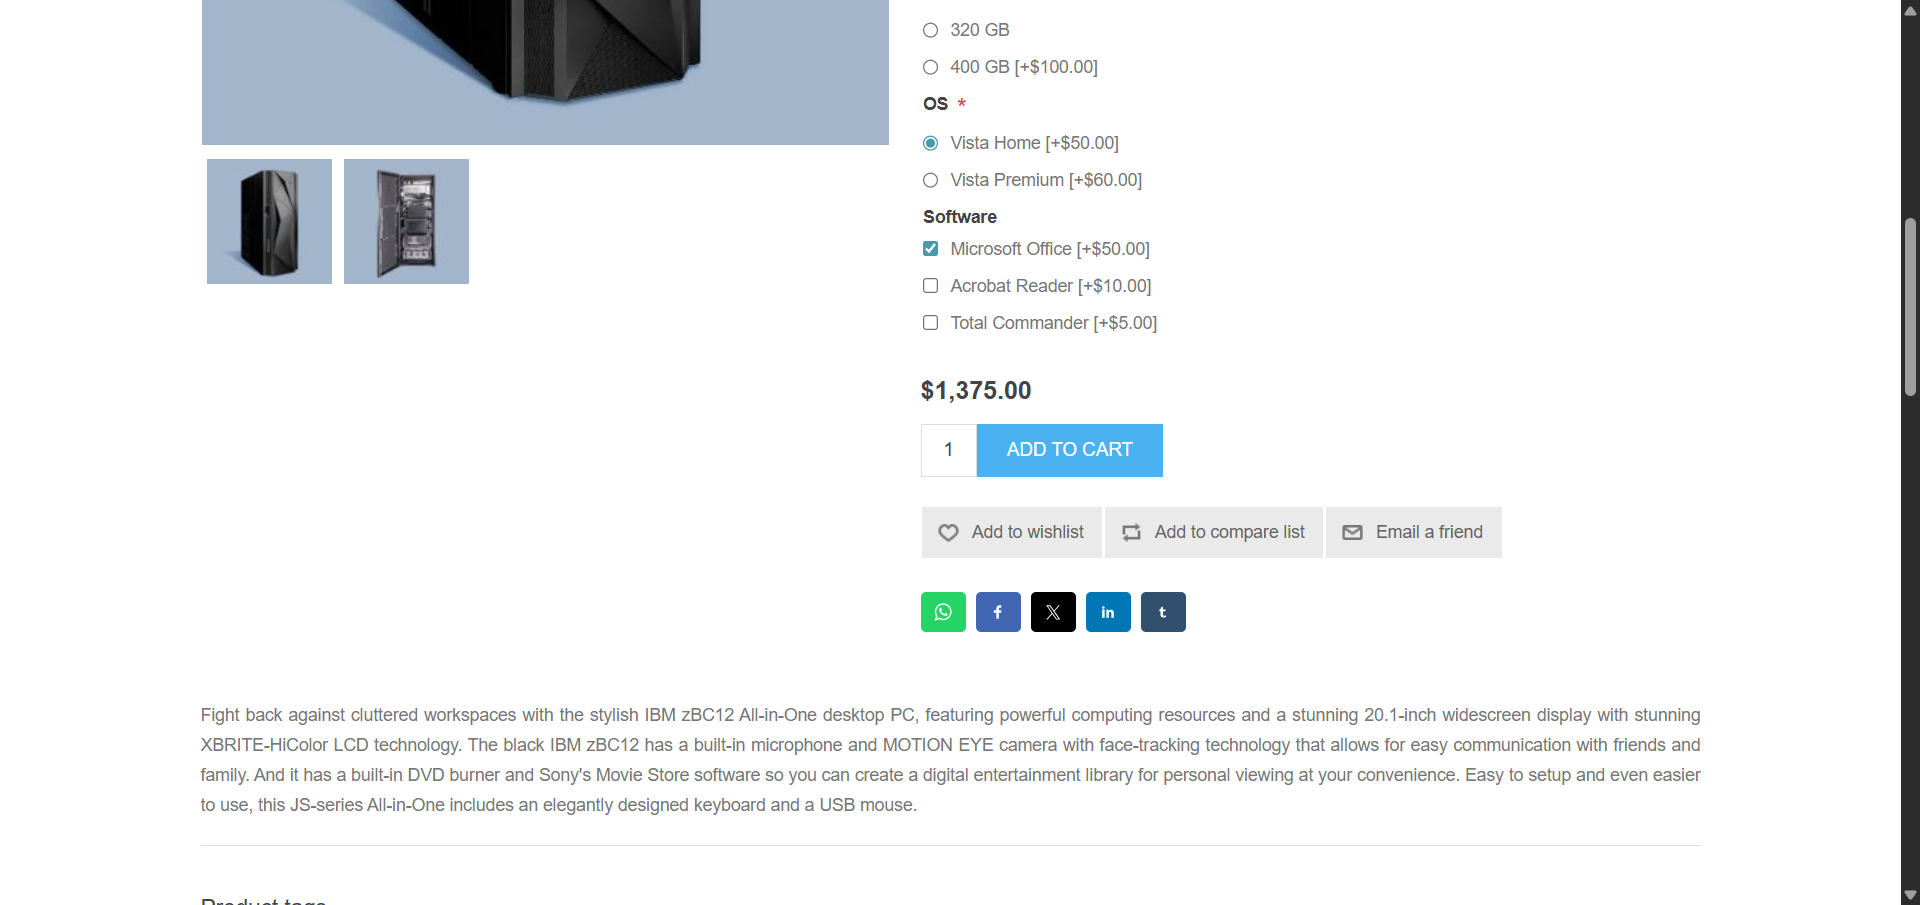 320 GB
400 GB [+$100.00]
OS *
Vista Home [+$50.00]
Vista Premium [+$60.00]
Software
Microsoft Office [+$50.00]
Acrobat Reader [+$10.00]
Total Commander [+$5.00]
$1,375.00
1 ADD TO CART
Add to wishlist Add to compare list Email a friend
Fight back against cluttered workspaces with the stylish IBM zBC12 All-in-One desktop PC, featuring powerful computing resources and a stunning 20.1-inch widescreen display with stunning
XBRITE-HiColor LCD technology. The black IBM zBC12 has a built-in microphone and MOTION EYE camera with face-tracking technology that allows for easy communication with friends and
family. And it has a built-in DVD burner and Sony's Movie Store software so you can create a digital entertainment library for personal viewing at your convenience. Easy to setup and even easier
to use, this JS-series All-in-One includes an elegantly designed keyboard and a USB mouse.
Product tags